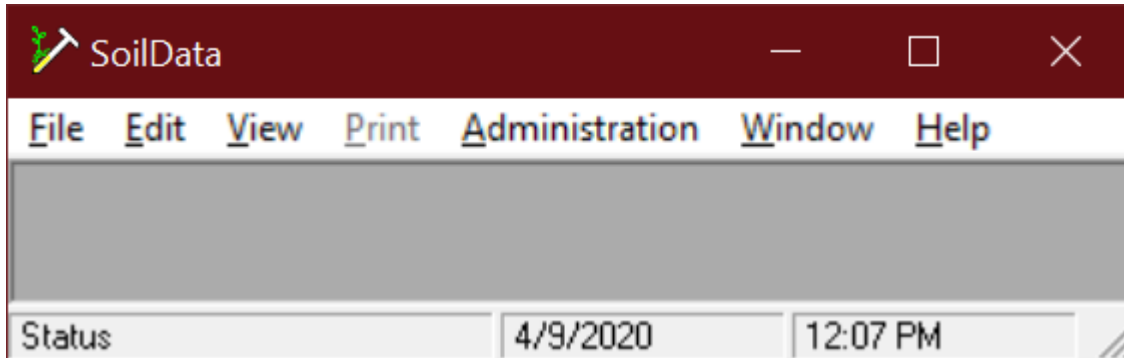 SoilData
File Edit View Print Administration Window Help
Status 4/9/2020 12:07 PM